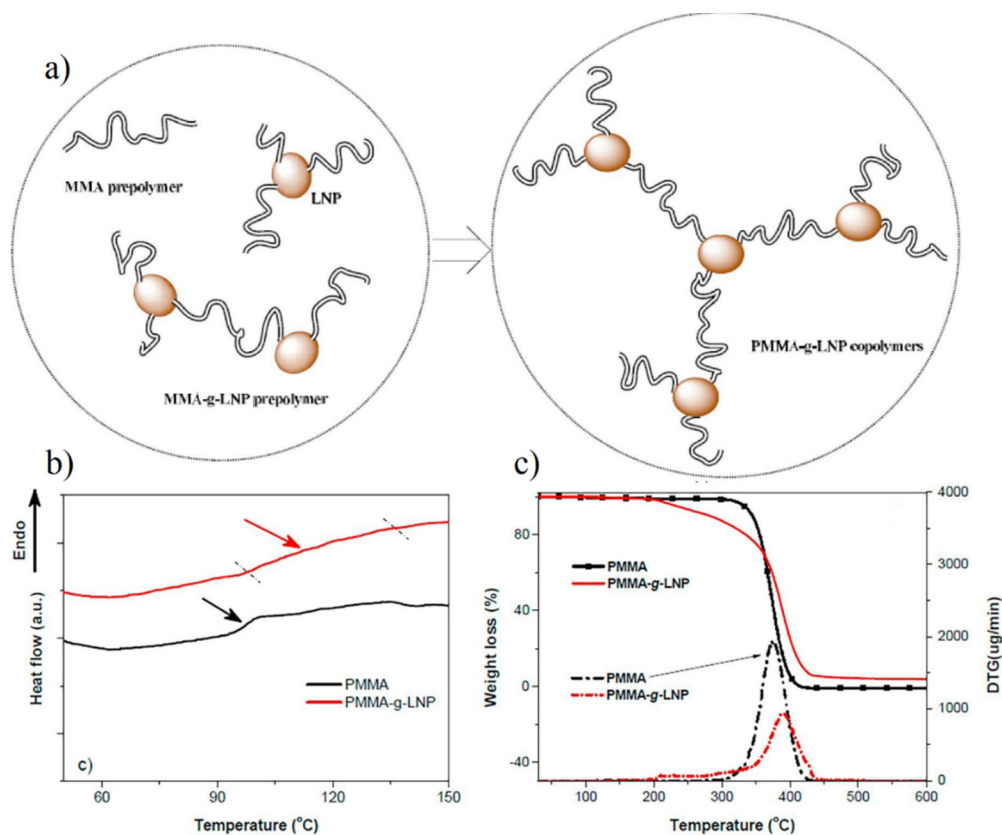 a)
MMA prepolymer
LNP
MMA-g-LNP prepolymer
PMMA-g-LNP copolymers
b)
Endo
Heat flow (a.u.)
PMMA
PMMA-g-LNP
c)
60 90 120 150
Temperature (°C)
c)
Weight loss (%)
80
40
0
-40
PMMA
PMMA-g-LNP
PMMA
PMMA-g-LNP
4000
3000
2000
1000
0
DTG(ug/min)
100 200 300 400 500 600
Temperature (°C)